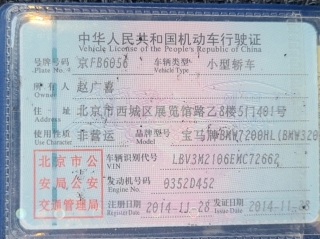 中华人民共和国机动车行驶证
Vehicle License of the People's Republic of China
号牌号码 京FB6056 车辆类型 小型轿车
Plate No. Vehicle Type
所有人 赵广喜
住 址 北京市西城区展览馆路乙8楼5门401号
使用性质 非营运 品牌型号 宝马牌BMW7200HL(BMW320
北京市公
安局公安
交通管理局
车辆识别代号 LBV3M2106EMC72662
VIN
发动机号码 0352D452
Engine No.
注册日期 2014-11-28 发证日期 2014-11-28
Register Date Issue Date